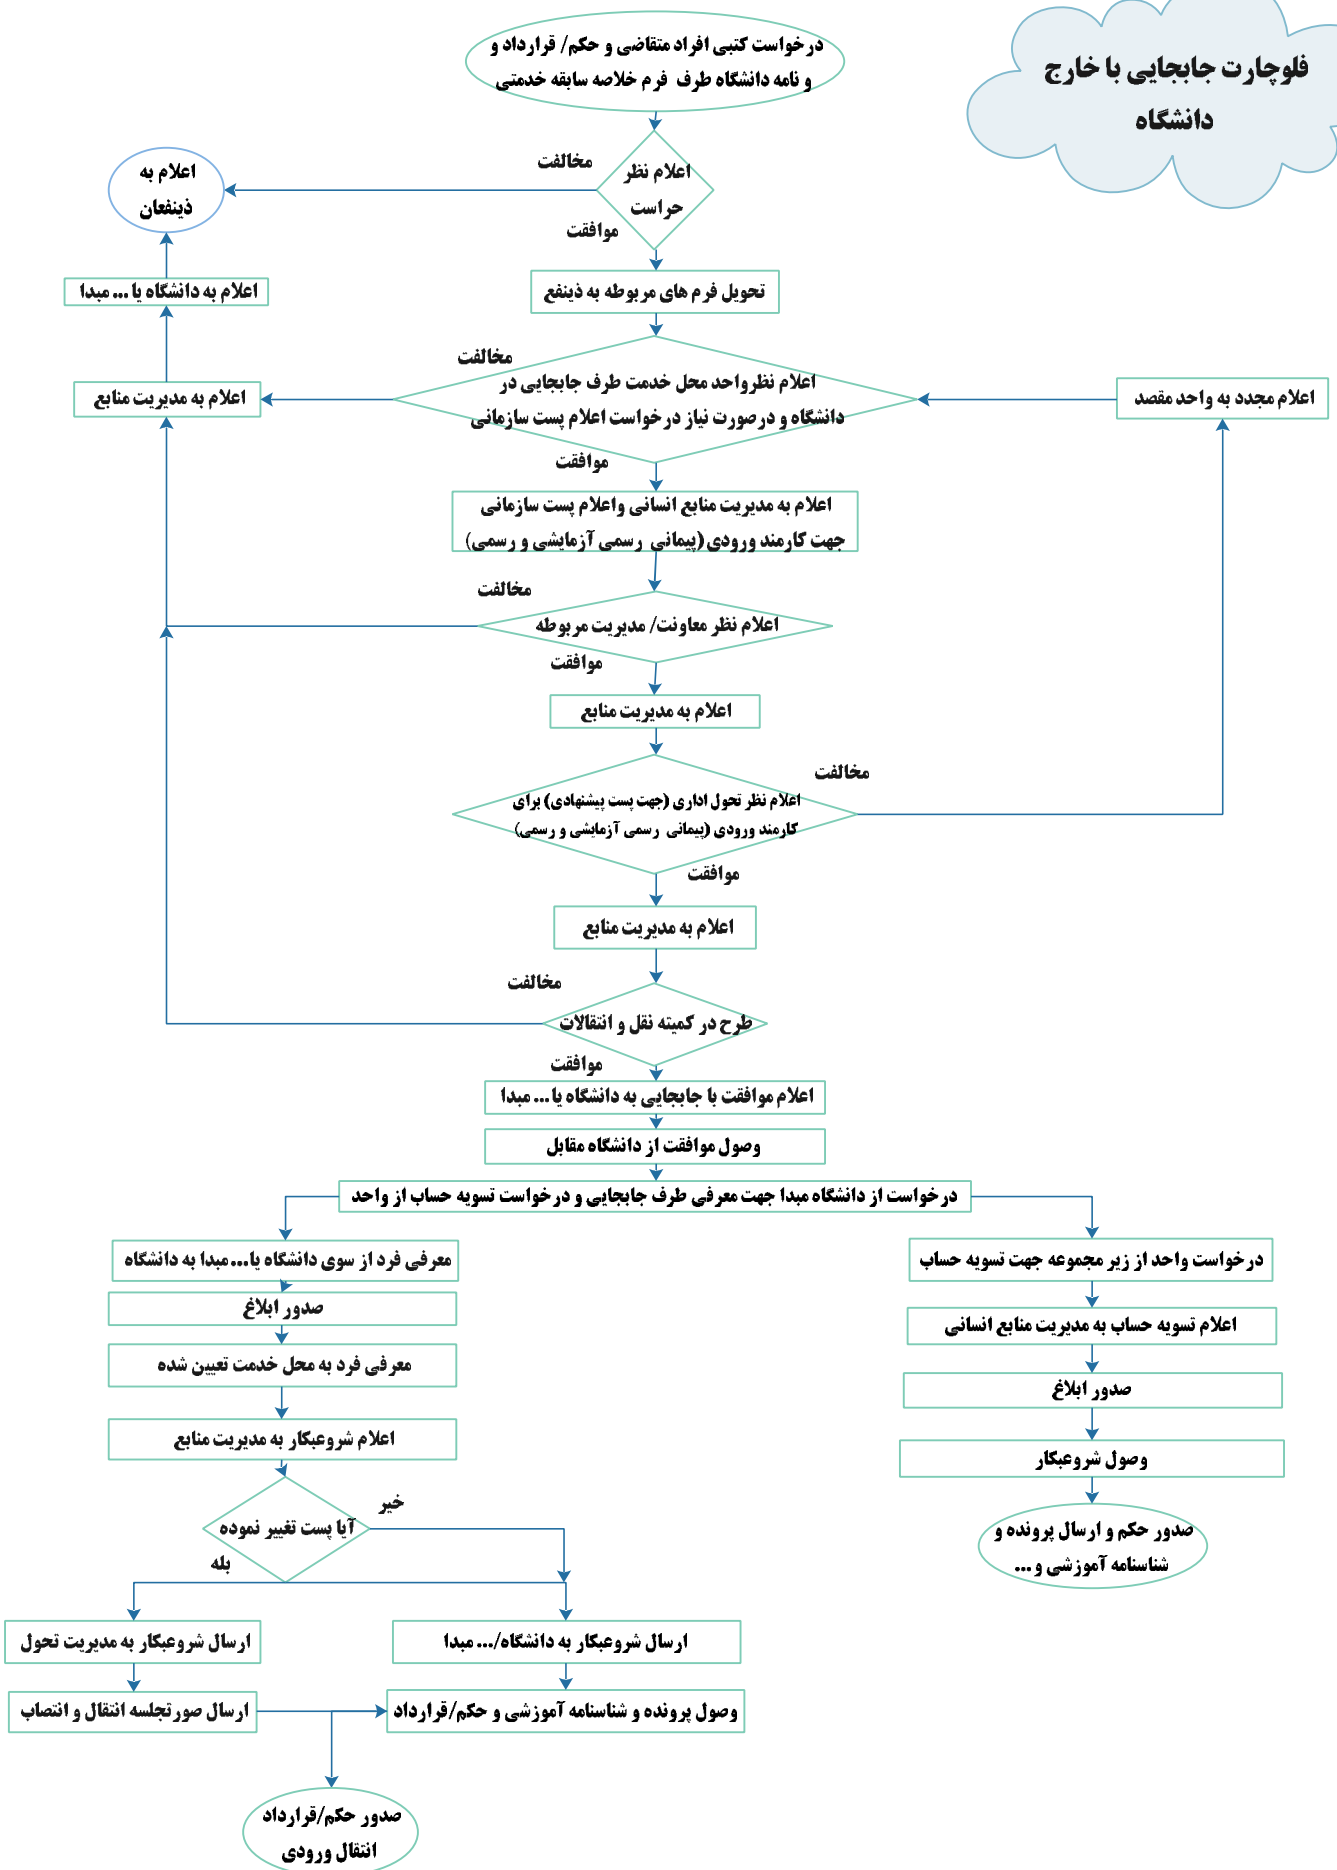 فلوچارت جابجایی با خارج
دانشگاه
درخواست کتبی افراد متقاضی و حکم/ قرارداد و
و نامه دانشگاه طرف فرم خلاصه سابقه خدمتی
اعلام نظر
حراست
مخالفت
موافقت
اعلام به
ذینفعان
تحویل فرم های مربوطه به ذینفع
اعلام به دانشگاه یا ... مبدا
مخالفت
اعلام نظرواحد محل خدمت طرف جابجایی در
دانشگاه و درصورت نیاز درخواست اعلام پست سازمانی
اعلام مجدد به واحد مقصد
اعلام به مدیریت منابع
موافقت
اعلام به مدیریت منابع انسانی واعلام پست سازمانی
جهت کارمند ورودی (پیمانی رسمی آزمایشی و رسمی)
مخالفت
اعلام نظر معاونت/ مدیریت مربوطه
موافقت
اعلام به مدیریت منابع
مخالفت
اعلام نظر تحول اداری (جهت پست پیشنهادی) برای
کارمند ورودی (پیمانی رسمی آزمایشی و رسمی)
موافقت
اعلام به مدیریت منابع
مخالفت
طرح در کمیته نقل و انتقالات
موافقت
اعلام موافقت با جابجایی به دانشگاه یا ... مبدا
وصول موافقت از دانشگاه مقابل
درخواست از دانشگاه مبدا جهت معرفی طرف جابجایی و درخواست تسویه حساب از واحد
درخواست واحد از زیر مجموعه جهت تسویه حساب
اعلام تسویه حساب به مدیریت منابع انسانی
صدور ابلاغ
وصول شروعبکار
صدور حکم و ارسال پرونده و
شناسنامه آموزشی و ...
معرفی فرد از سوی دانشگاه یا... مبدا به دانشگاه
صدور ابلاغ
معرفی فرد به محل خدمت تعیین شده
اعلام شروعبکار به مدیریت منابع
خیر
آیا پست تغییر نموده
بله
ارسال شروعبکار به دانشگاه/... مبدا
ارسال شروعبکار به مدیریت تحول
وصول پرونده و شناسنامه آموزشی و حکم/قرارداد
ارسال صورتجلسه انتقال و انتصاب
صدور حکم/قرارداد
انتقال ورودی